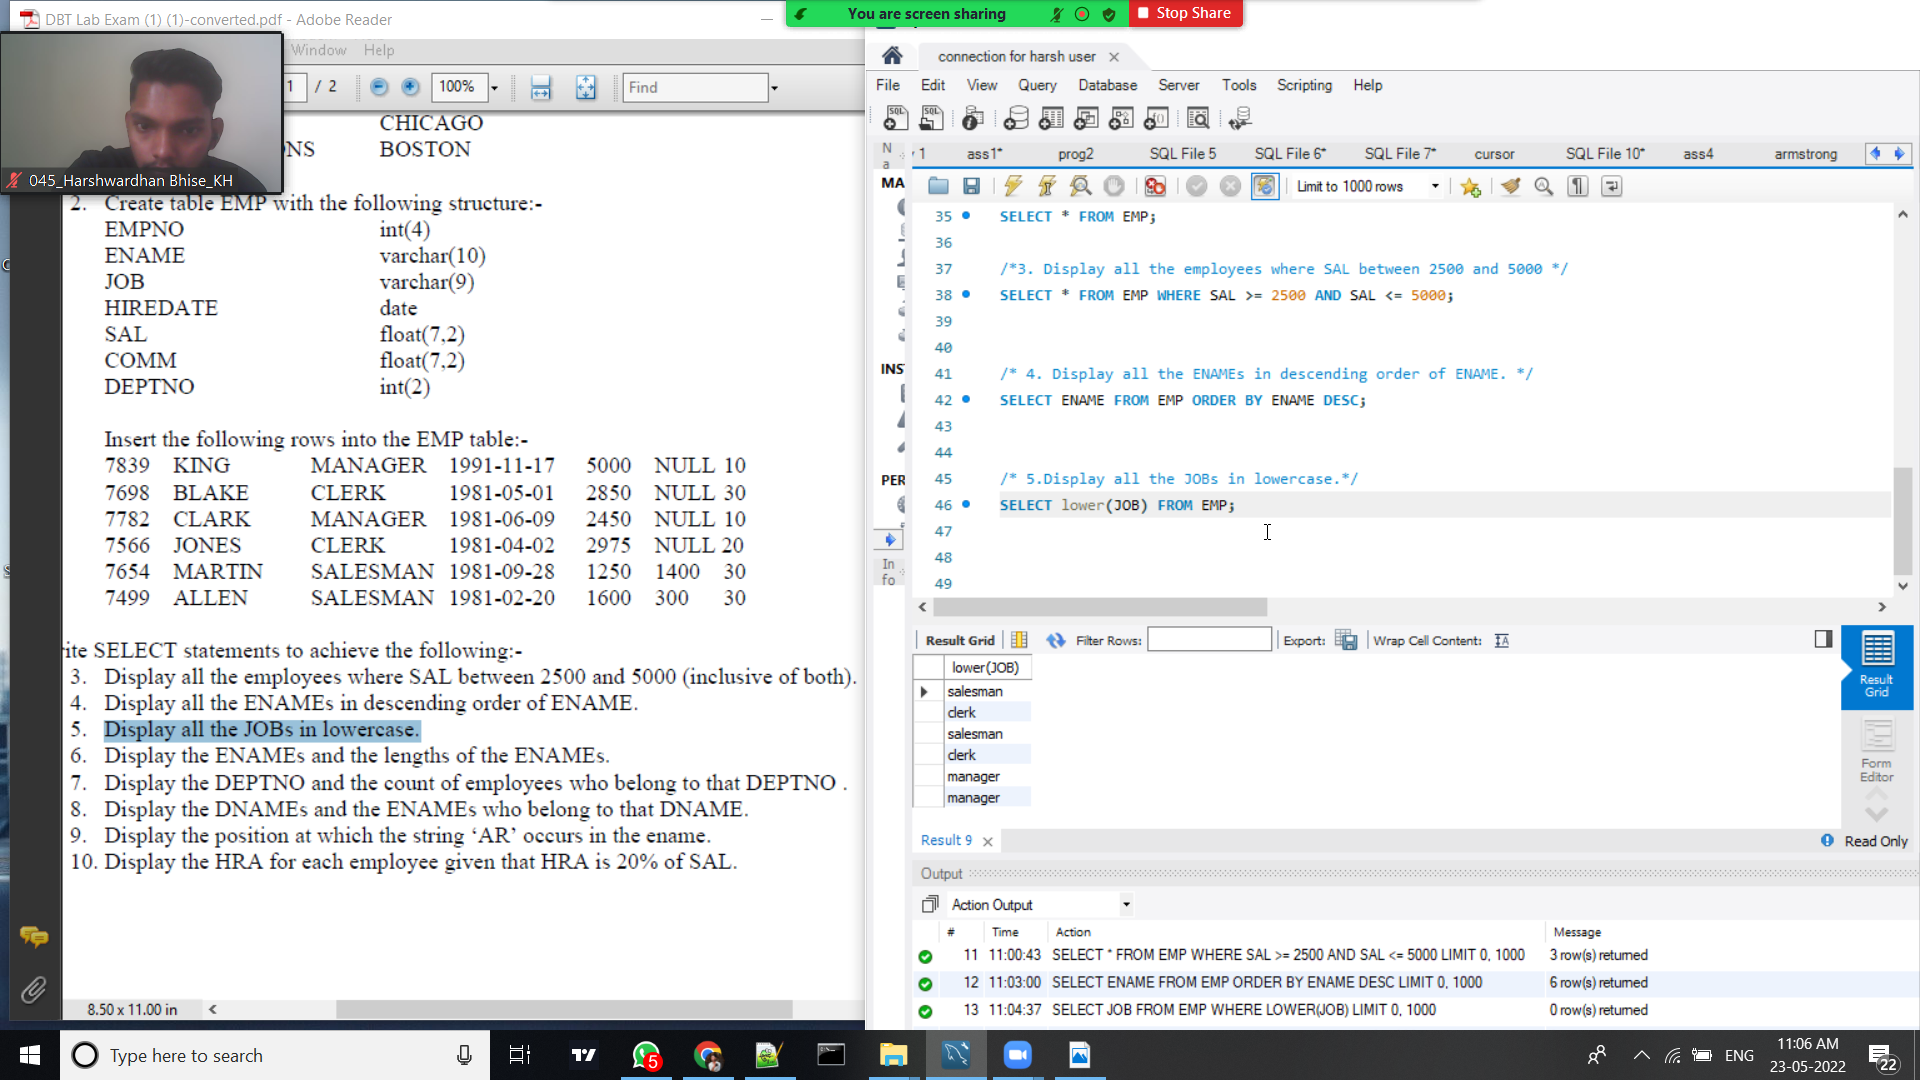 DBT Lab Exam (1) (1)-converted.pdf - Adobe Reader
You are screen sharing
Stop Share
Window Help
1 / 2
100%
Find
045_Harshwardhan Bhise_KH
CHICAGO
NS BOSTON
2. Create table EMP with the following structure:-
EMPNO int(4)
ENAME varchar(10)
JOB varchar(9)
HIREDATE date
SAL float(7,2)
COMM float(7,2)
DEPTNO int(2)
Insert the following rows into the EMP table:-
7839 KING MANAGER 1991-11-17 5000 NULL 10
7698 BLAKE CLERK 1981-05-01 2850 NULL 30
7782 CLARK MANAGER 1981-06-09 2450 NULL 10
7566 JONES CLERK 1981-04-02 2975 NULL 20
7654 MARTIN SALESMAN 1981-09-28 1250 1400 30
7499 ALLEN SALESMAN 1981-02-20 1600 300 30
ite SELECT statements to achieve the following:-
3. Display all the employees where SAL between 2500 and 5000 (inclusive of both).
4. Display all the ENAMEs in descending order of ENAME.
5. Display all the JOBs in lowercase.
6. Display the ENAMEs and the lengths of the ENAMEs.
7. Display the DEPTNO and the count of employees who belong to that DEPTNO .
8. Display the DNAMEs and the ENAMEs who belong to that DNAME.
9. Display the position at which the string ‘AR’ occurs in the ename.
10. Display the HRA for each employee given that HRA is 20% of SAL.
8.50 x 11.00 in
connection for harsh user
File Edit View Query Database Server Tools Scripting Help
Na
MA
INS
PER
In
fo
1 ass1* prog2 SQL File 5 SQL File 6* SQL File 7* cursor SQL File 10* ass4 armstrong
Limit to 1000 rows
35 SELECT * FROM EMP;
36
37 /*3. Display all the employees where SAL between 2500 and 5000 */
38 SELECT * FROM EMP WHERE SAL >= 2500 AND SAL <= 5000;
39
40
41 /* 4. Display all the ENAMEs in descending order of ENAME. */
42 SELECT ENAME FROM EMP ORDER BY ENAME DESC;
43
44
45 /* 5.Display all the JOBs in lowercase.*/
46 SELECT lower(JOB) FROM EMP;
47
48
49
Result Grid Filter Rows: Export: Wrap Cell Content:
lower(JOB)
salesman
clerk
salesman
clerk
manager
manager
Result Grid
Form Editor
Result 9
Read Only
Output
Action Output
# Time Action Message
11 11:00:43 SELECT * FROM EMP WHERE SAL >= 2500 AND SAL <= 5000 LIMIT 0, 1000 3 row(s) returned
12 11:03:00 SELECT ENAME FROM EMP ORDER BY ENAME DESC LIMIT 0, 1000 6 row(s) returned
13 11:04:37 SELECT JOB FROM EMP WHERE LOWER(JOB) LIMIT 0, 1000 0 row(s) returned
Type here to search
5
ENG
11:06 AM
23-05-2022
22